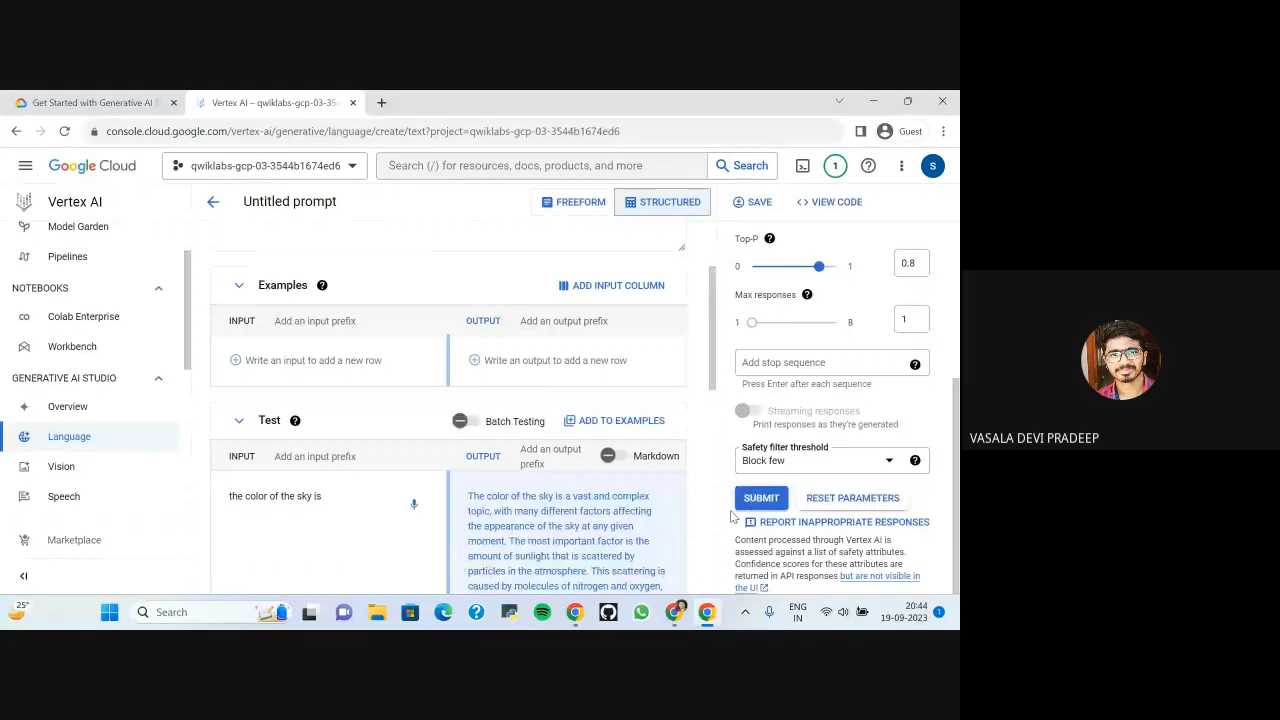 Get Started with Generative AI S
Vertex AI – qwiklabs-gcp-03-354
console.cloud.google.com/vertex-ai/generative/language/create/text?project=qwiklabs-gcp-03-3544b1674ed6
Guest
Google Cloud
qwiklabs-gcp-03-3544b1674ed6
Search (/) for resources, docs, products, and more
Search
1
S
Vertex AI
Untitled prompt
FREEFORM
STRUCTURED
SAVE
<> VIEW CODE
Model Garden
Pipelines
NOTEBOOKS
Colab Enterprise
Workbench
GENERATIVE AI STUDIO
Overview
Language
Vision
Speech
Marketplace
Examples
ADD INPUT COLUMN
INPUT Add an input prefix
OUTPUT Add an output prefix
Write an input to add a new row
Write an output to add a new row
Test
Batch Testing
ADD TO EXAMPLES
INPUT Add an input prefix
OUTPUT
Add an output
prefix
Markdown
the color of the sky is
The color of the sky is a vast and complex
topic, with many different factors affecting
the appearance of the sky at any given
moment. The most important factor is the
amount of sunlight that is scattered by
particles in the atmosphere. This scattering is
caused by molecules of nitrogen and oxygen,
Top-P
0 1 0.8
Max responses
1 8 1
Add stop sequence
Press Enter after each sequence
Streaming responses
Print responses as they're generated
Safety filter threshold
Block few
SUBMIT
RESET PARAMETERS
REPORT INAPPROPRIATE RESPONSES
Content processed through Vertex AI is
assessed against a list of safety attributes.
Confidence scores for these attributes are
returned in API responses but are not visible in
the UI.
25°
Search
ENG
IN
20:44
19-09-2023
1
VASALA DEVI PRADEEP